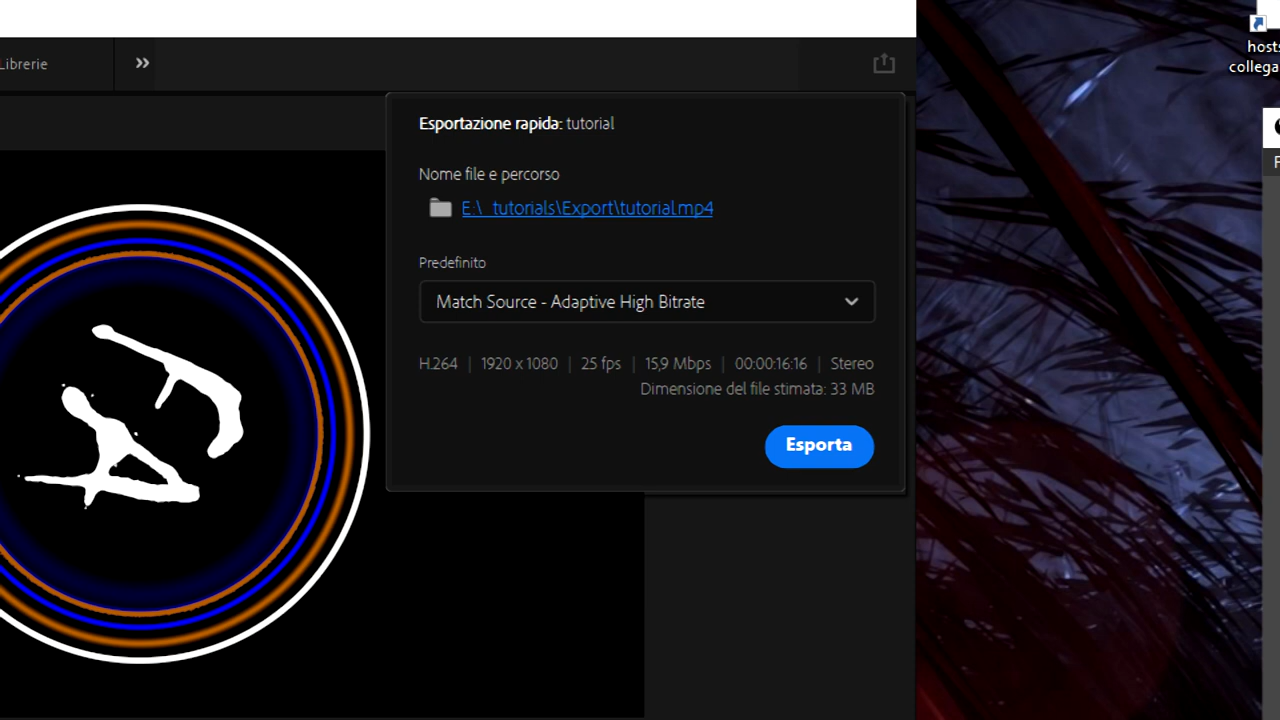 Librerie
Esportazione rapida: tutorial
Nome file e percorso
E:\_tutorials\Export\tutorial.mp4
Predefinito
Match Source - Adaptive High Bitrate
H.264 | 1920 x 1080 | 25 fps | 15,9 Mbps | 00:00:16:16 | Stereo
Dimensione del file stimata: 33 MB
Esporta
hosts
collega
F